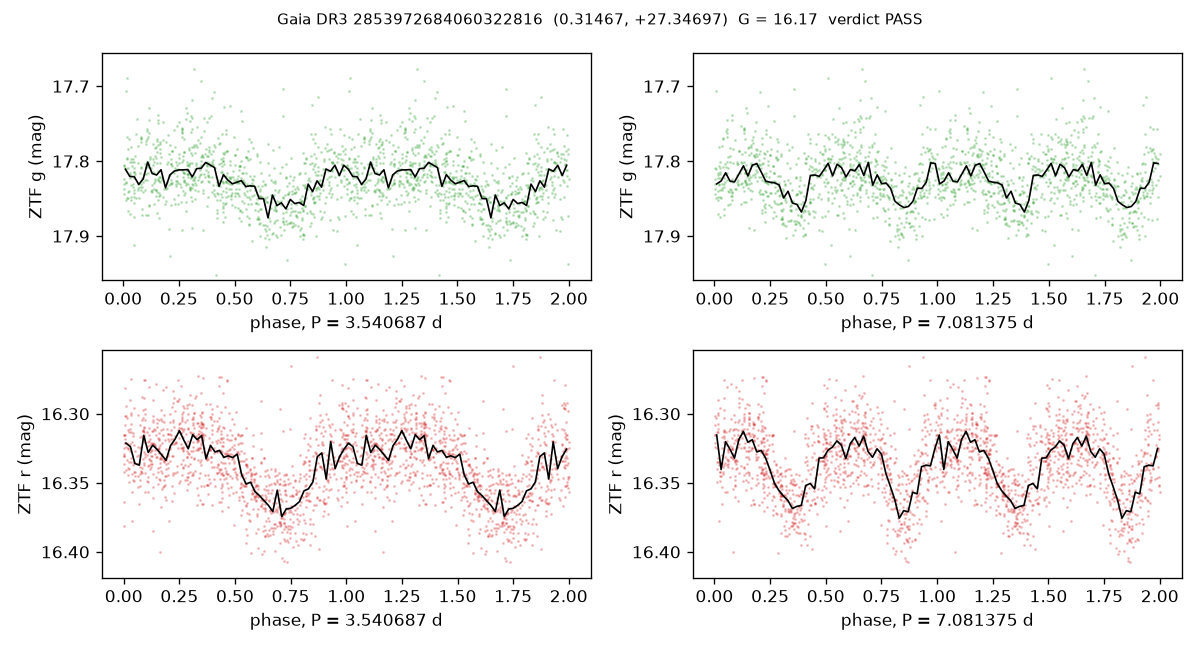 Gaia DR3 2853972684060322816 (0.31467, +27.34697) G = 16.17 verdict PASS
ZTF g (mag)
17.7
17.8
17.9
0.00 0.25 0.50 0.75 1.00 1.25 1.50 1.75 2.00
phase, P = 3.540687 d
ZTF g (mag)
17.7
17.8
17.9
0.00 0.25 0.50 0.75 1.00 1.25 1.50 1.75 2.00
phase, P = 7.081375 d
ZTF r (mag)
16.30
16.35
16.40
0.00 0.25 0.50 0.75 1.00 1.25 1.50 1.75 2.00
phase, P = 3.540687 d
ZTF r (mag)
16.30
16.35
16.40
0.00 0.25 0.50 0.75 1.00 1.25 1.50 1.75 2.00
phase, P = 7.081375 d